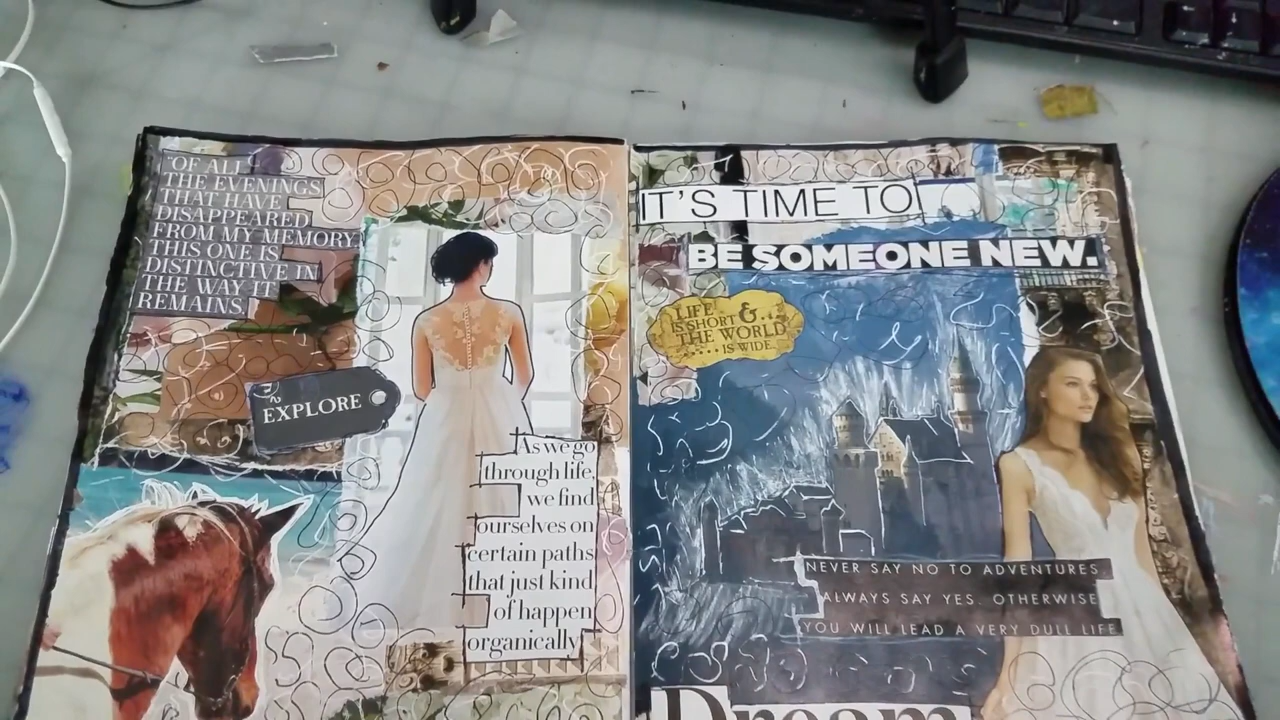 "OF ALL
THE EVENINGS
THAT HAVE
DISAPPEARED
FROM MY MEMORY,
THIS ONE IS
DISTINCTIVE IN
THE WAY IT
REMAINS.
EXPLORE
As we go
through life,
we find
ourselves on
certain paths
that just kind
of happen
organically
IT'S TIME TO
BE SOMEONE NEW.
LIFE
IS SHORT &
THE WORLD
IS WIDE
NEVER SAY NO TO ADVENTURES.
ALWAYS SAY YES. OTHERWISE
YOU WILL LEAD A VERY DULL LIFE
Dream